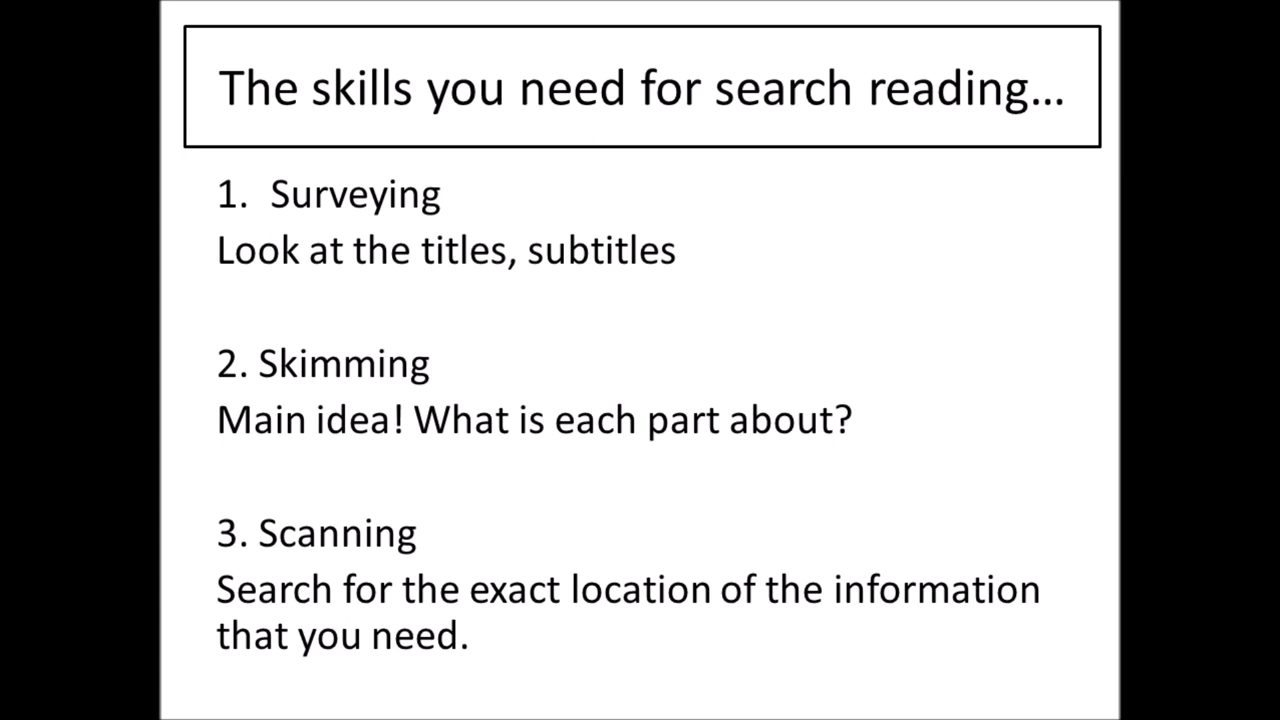 The skills you need for search reading...
1. Surveying
Look at the titles, subtitles
2. Skimming
Main idea! What is each part about?
3. Scanning
Search for the exact location of the information
that you need.